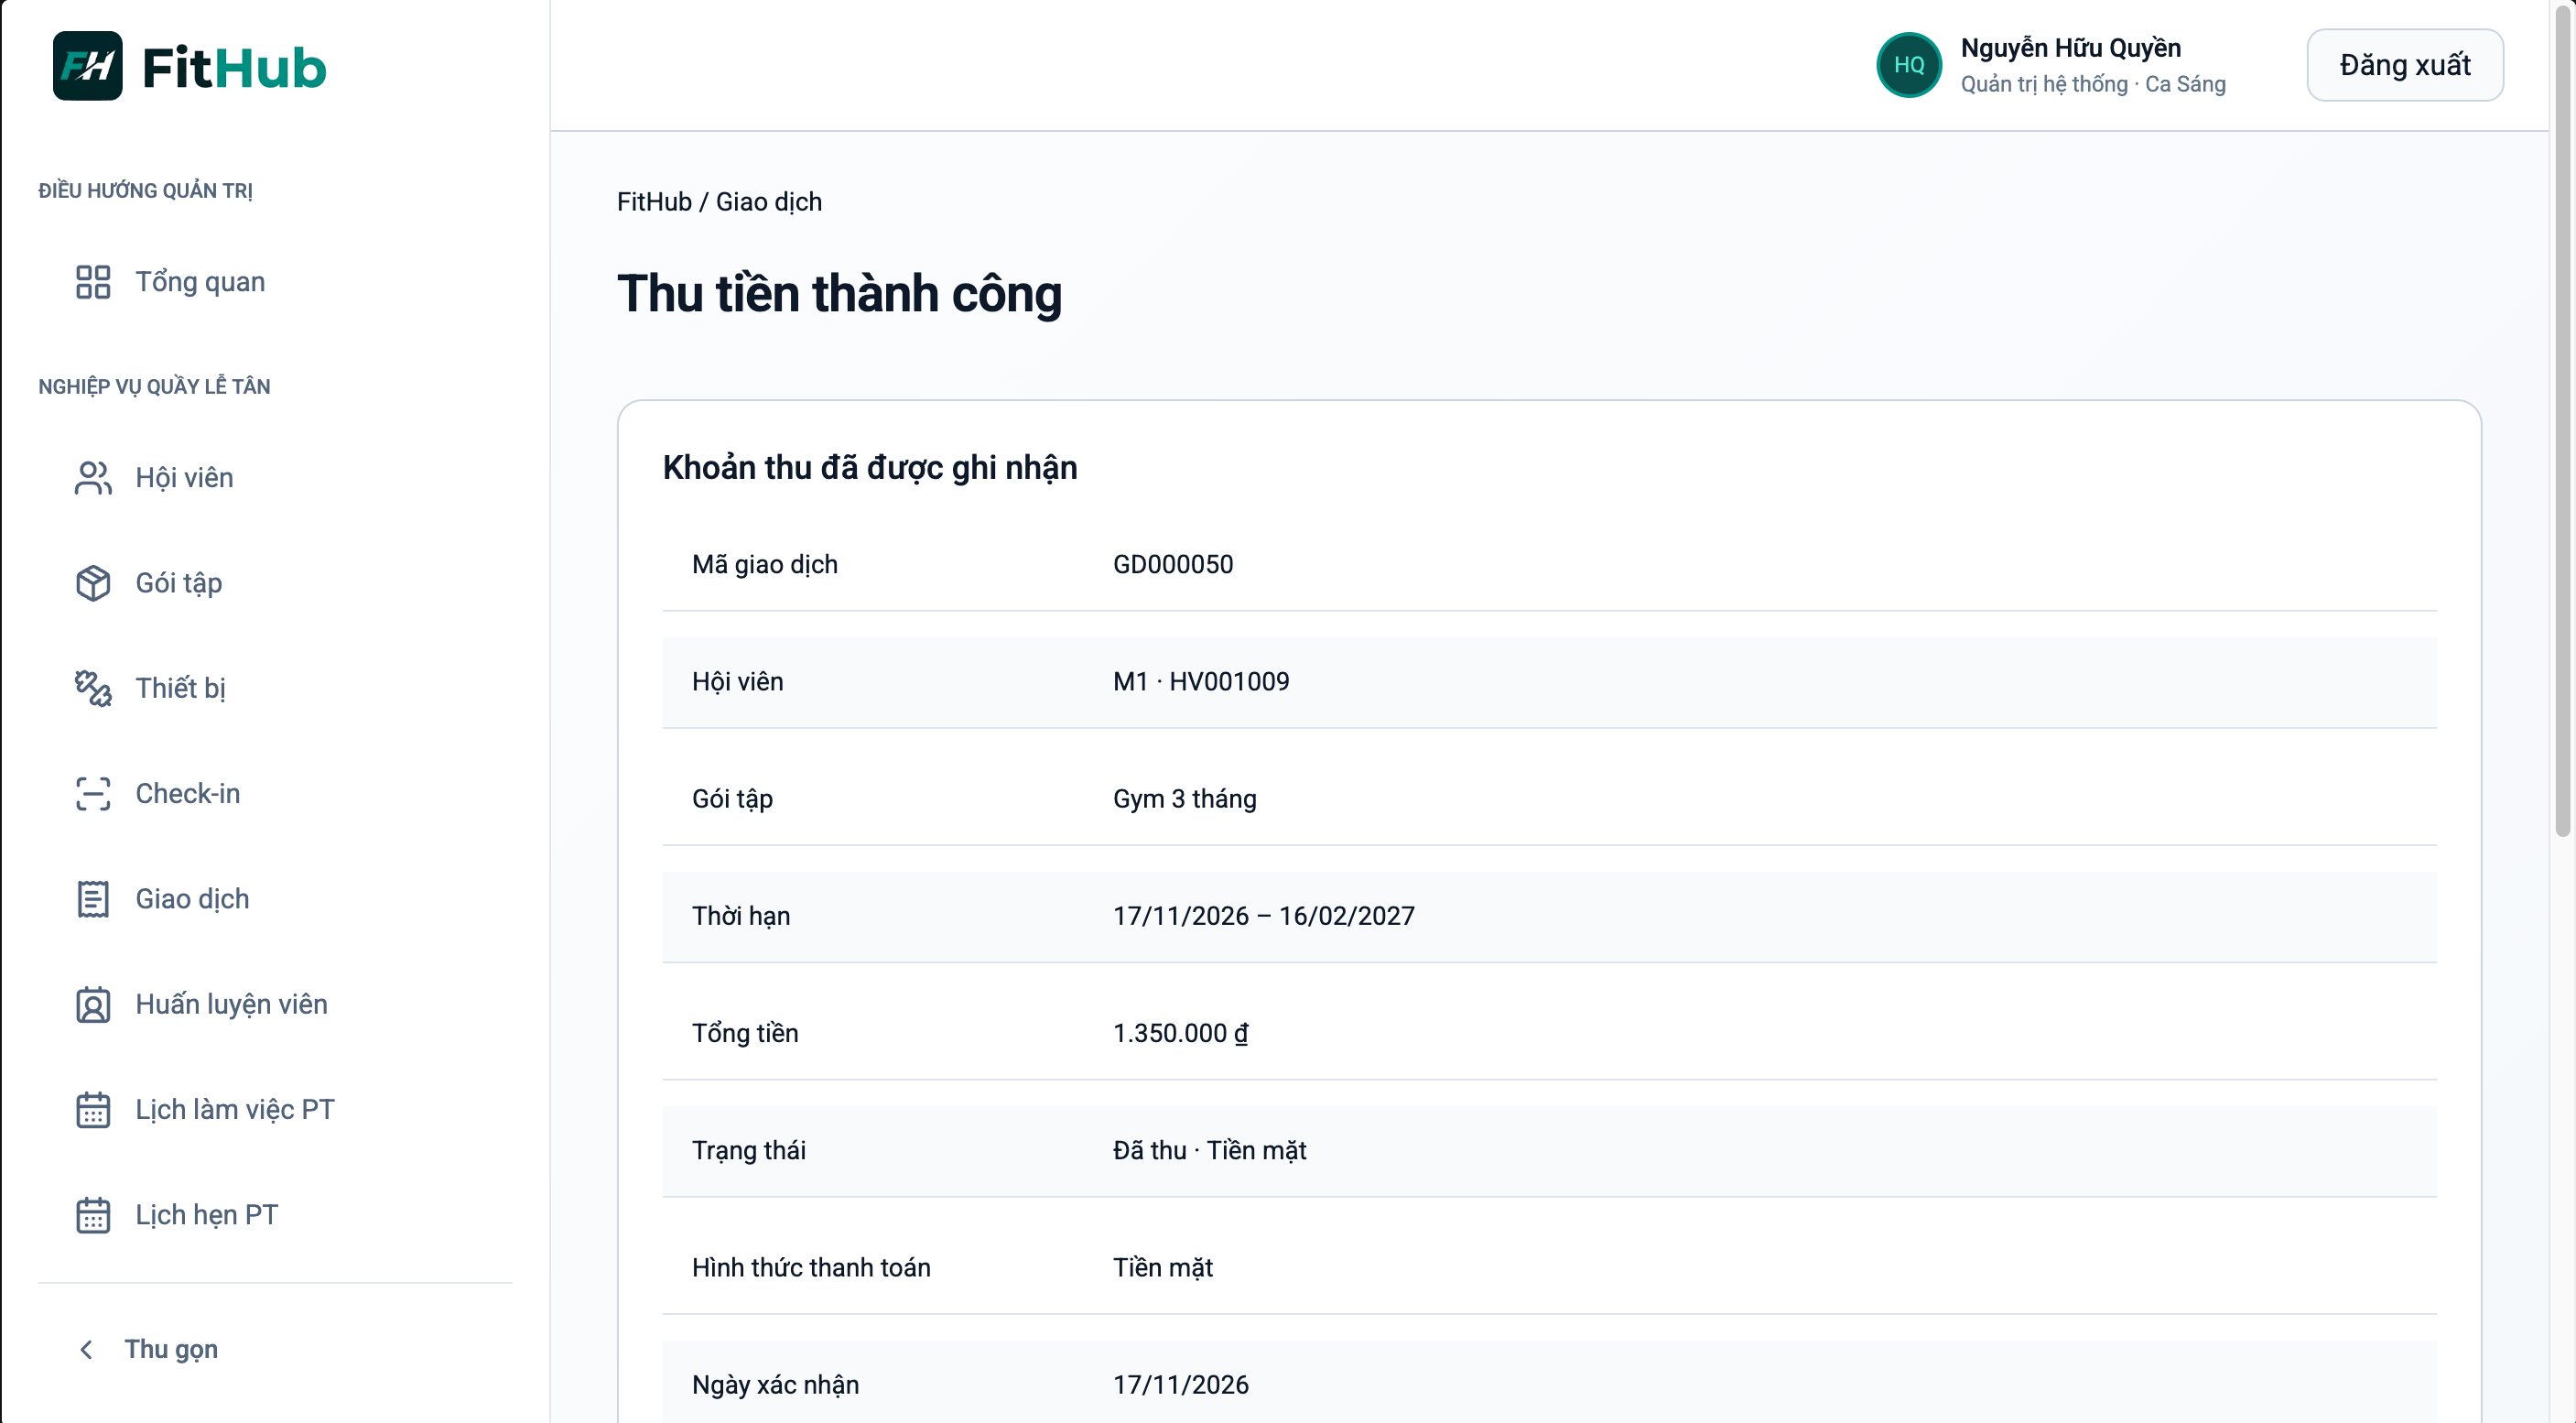 FH FitHub
HQ
Nguyễn Hữu Quyền
Quản trị hệ thống · Ca Sáng
Đăng xuất
ĐIỀU HƯỚNG QUẢN TRỊ
Tổng quan
NGHIỆP VỤ QUẦY LỄ TÂN
Hội viên
Gói tập
Thiết bị
Check-in
Giao dịch
Huấn luyện viên
Lịch làm việc PT
Lịch hẹn PT
Thu gọn
FitHub / Giao dịch
Thu tiền thành công
Khoản thu đã được ghi nhận
Mã giao dịch GD000050
Hội viên M1 · HV001009
Gói tập Gym 3 tháng
Thời hạn 17/11/2026 – 16/02/2027
Tổng tiền 1.350.000 ₫
Trạng thái Đã thu · Tiền mặt
Hình thức thanh toán Tiền mặt
Ngày xác nhận 17/11/2026